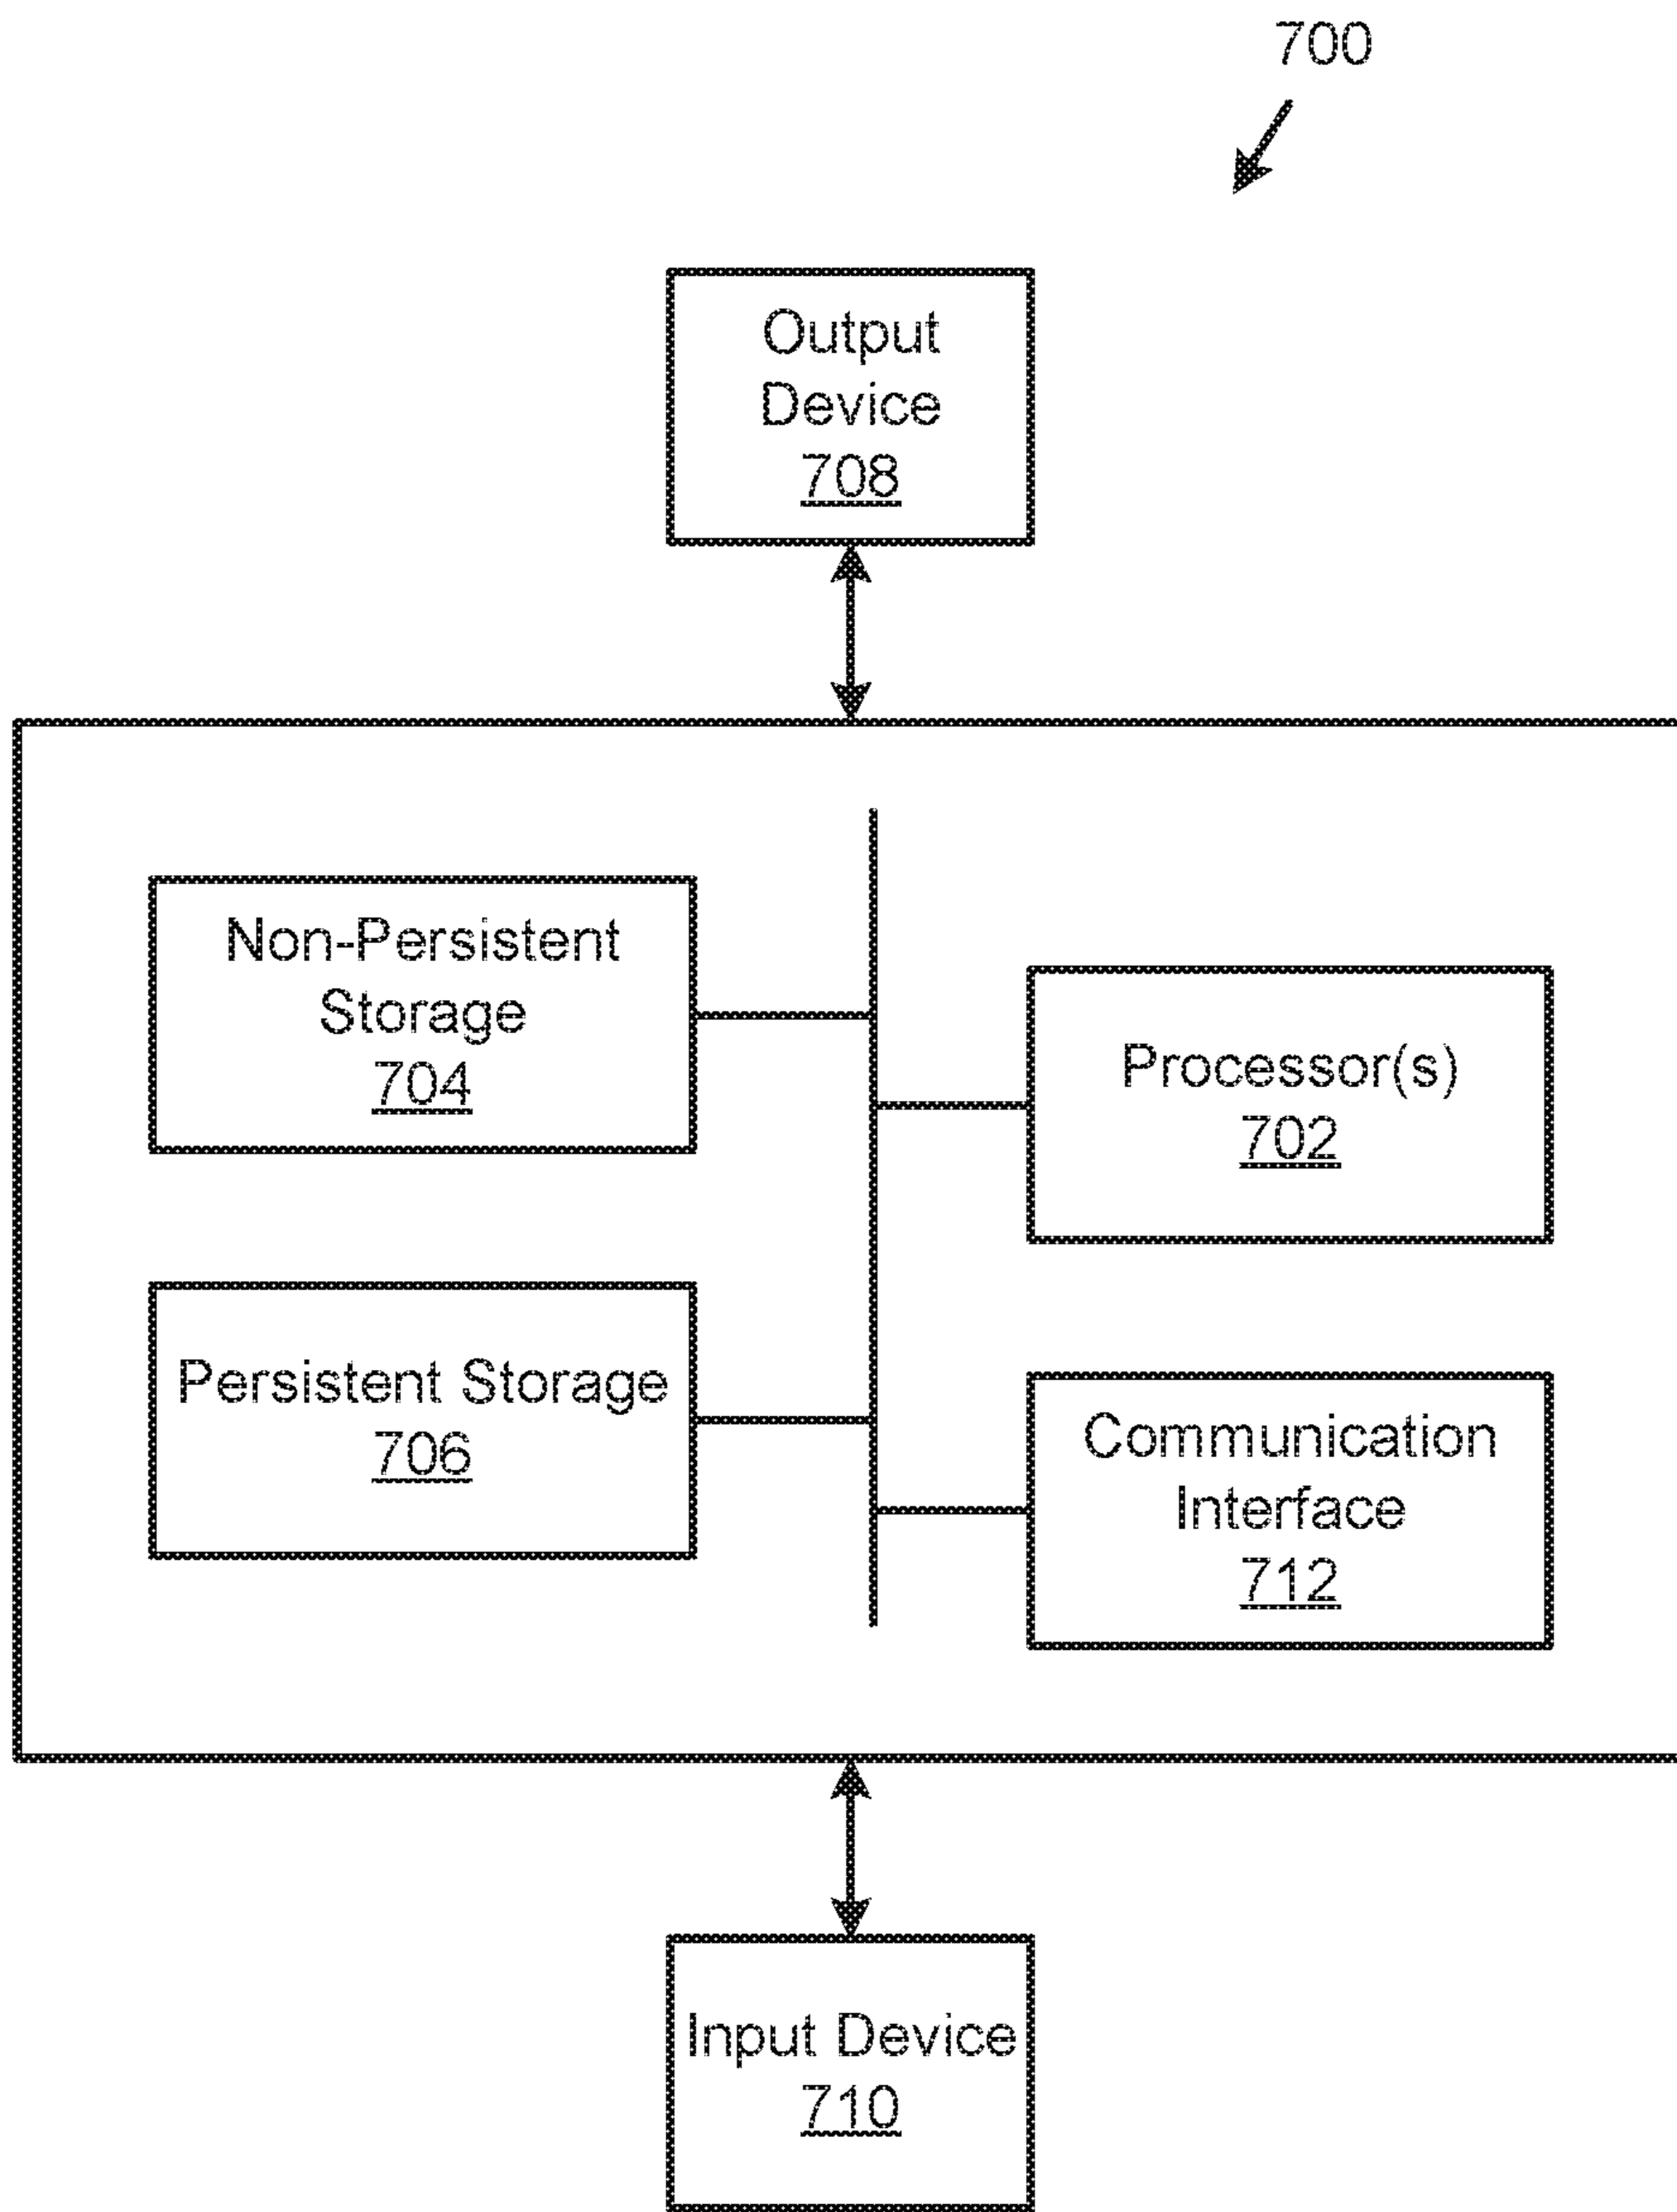 700
Output
Device
708
Non-Persistent
Storage
704
Processor(s)
702
Persistent Storage
706
Communication
Interface
712
Input Device
710